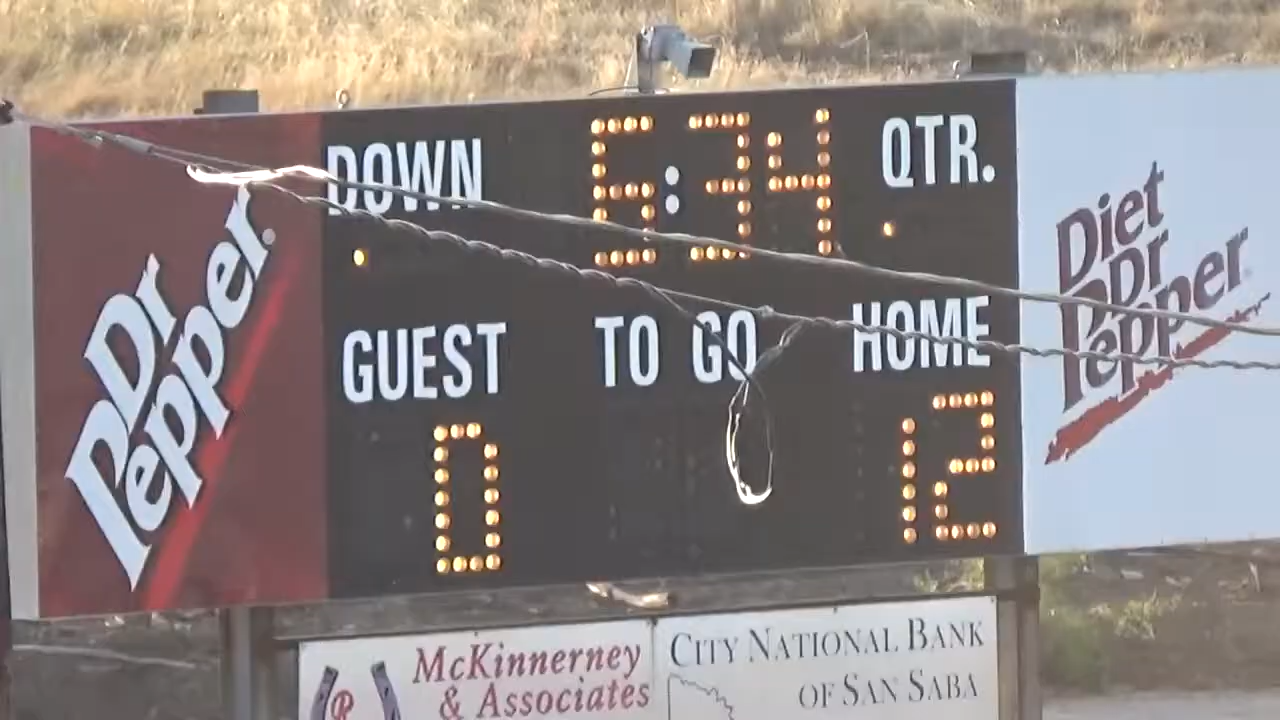 DOWN 6:34 QTR.
GUEST TO GO HOME
0 12
Dr
Pepper®
Diet
Dr
Pepper
McKinnerney
& Associates
R
City National Bank
of San Saba